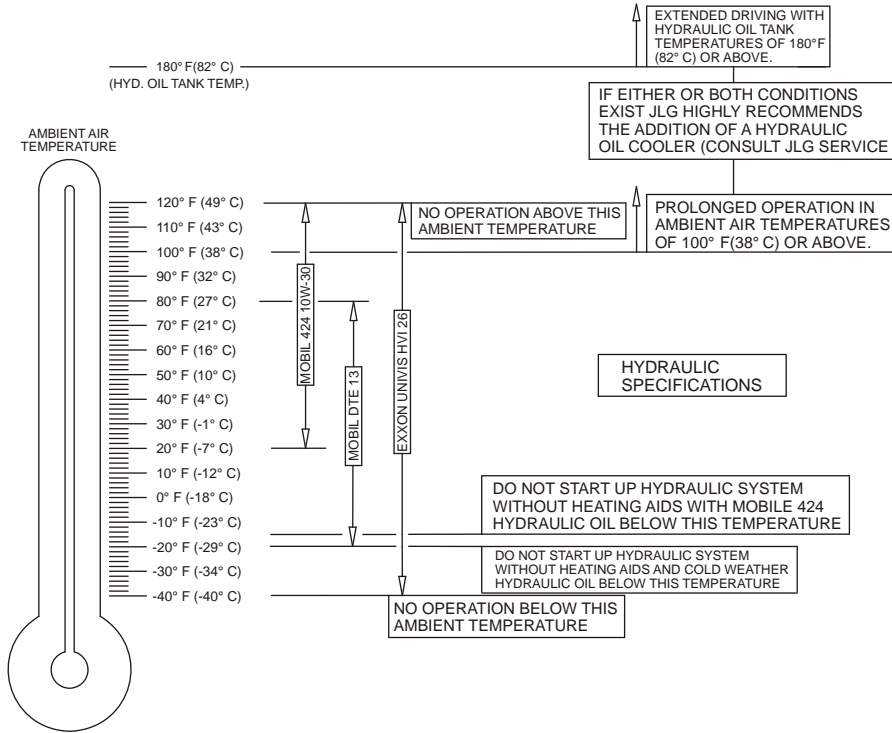 EXTENDED DRIVING WITH
HYDRAULIC OIL TANK
TEMPERATURES OF 180°F
(82° C) OR ABOVE.
180° F(82° C)
(HYD. OIL TANK TEMP.)
IF EITHER OR BOTH CONDITIONS
EXIST JLG HIGHLY RECOMMENDS
THE ADDITION OF A HYDRAULIC
OIL COOLER (CONSULT JLG SERVICE
AMBIENT AIR
TEMPERATURE
120° F (49° C)
110° F (43° C)
100° F (38° C)
90° F (32° C)
80° F (27° C)
70° F (21° C)
60° F (16° C)
50° F (10° C)
40° F (4° C)
30° F (-1° C)
20° F (-7° C)
10° F (-12° C)
0° F (-18° C)
-10° F (-23° C)
-20° F (-29° C)
-30° F (-34° C)
-40° F (-40° C)
MOBIL 424 10W-30
MOBIL DTE 13
EXXON UNIVIS HVI 26
NO OPERATION ABOVE THIS
AMBIENT TEMPERATURE
PROLONGED OPERATION IN
AMBIENT AIR TEMPERATURES
OF 100° F(38° C) OR ABOVE.
HYDRAULIC
SPECIFICATIONS
DO NOT START UP HYDRAULIC SYSTEM
WITHOUT HEATING AIDS WITH MOBILE 424
HYDRAULIC OIL BELOW THIS TEMPERATURE
DO NOT START UP HYDRAULIC SYSTEM
WITHOUT HEATING AIDS AND COLD WEATHER
HYDRAULIC OIL BELOW THIS TEMPERATURE
NO OPERATION BELOW THIS
AMBIENT TEMPERATURE